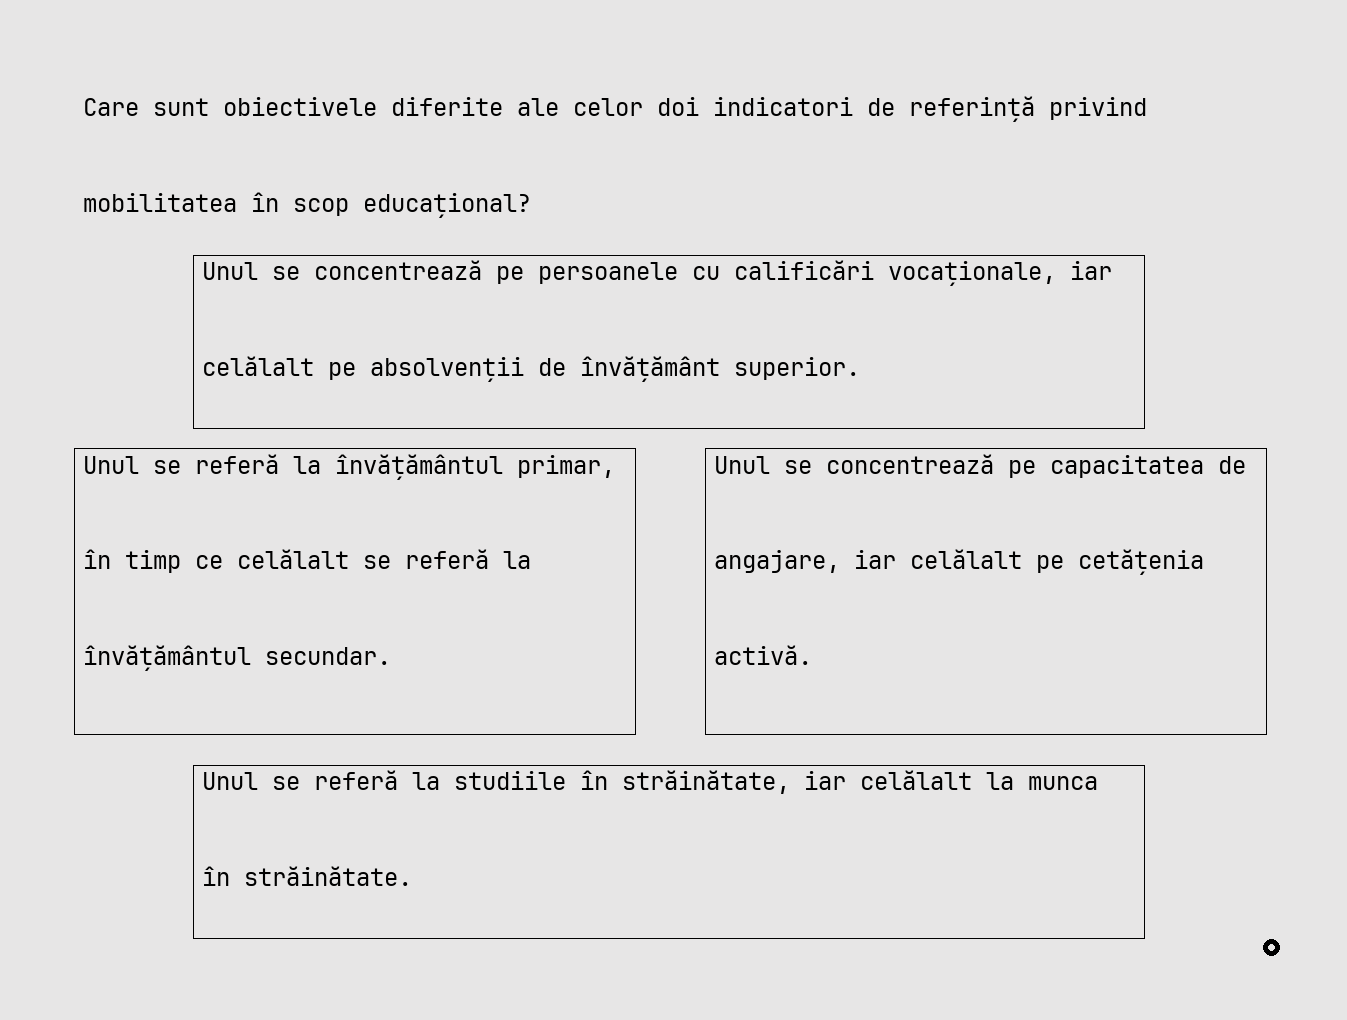 Care sunt obiectivele diferite ale celor doi indicatori de referință privind
mobilitatea în scop educațional?
Unul se concentrează pe persoanele cu calificări vocaționale, iar
celălalt pe absolvenții de învățământ superior.
Unul se referă la învățământul primar,
în timp ce celălalt se referă la
învățământul secundar.
Unul se concentrează pe capacitatea de
angajare, iar celălalt pe cetățenia
activă.
Unul se referă la studiile în străinătate, iar celălalt la munca
în străinătate.